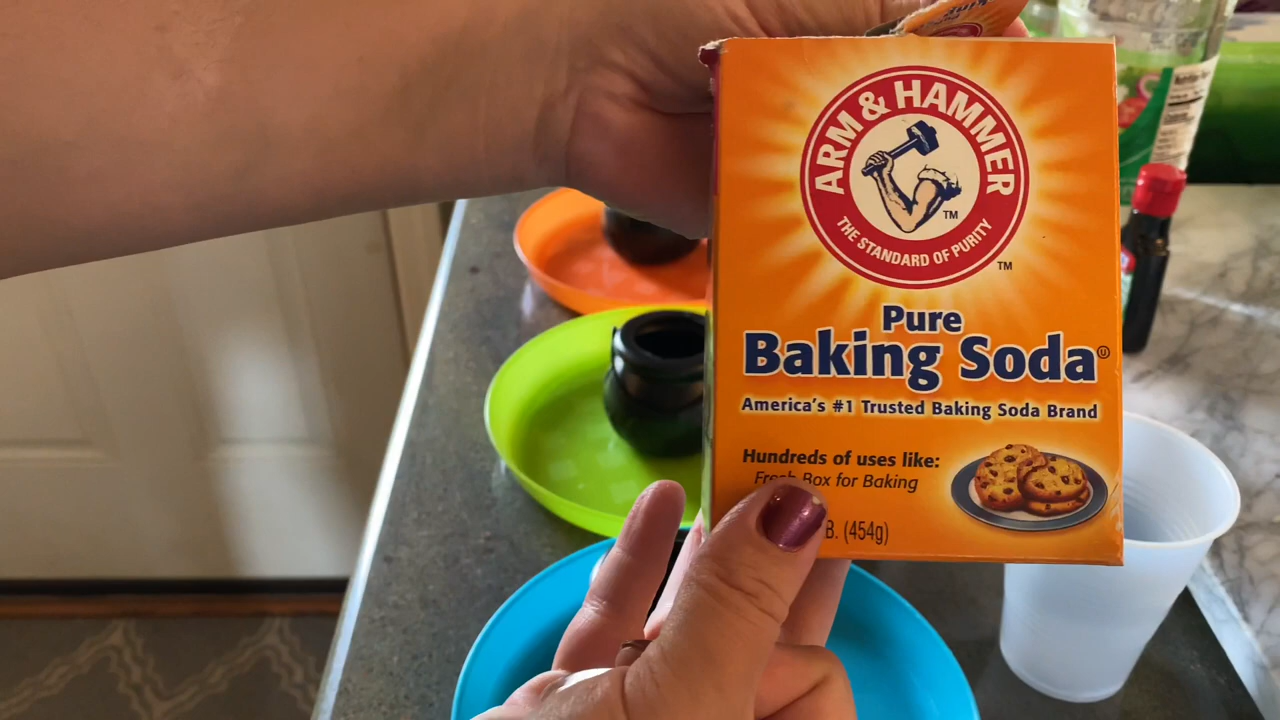 ARM & HAMMER
TM
THE STANDARD OF PURITY
TM
Pure
Baking Soda
America's #1 Trusted Baking Soda Brand
Hundreds of uses like:
Fresh Box for Baking
B. (454g)